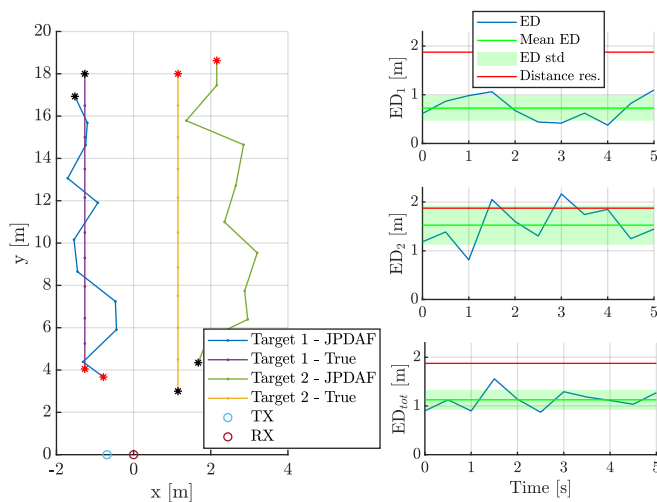 18
16
14
12
10
8
6
4
2
0
y [m]
-2
0
2
4
x [m]
Target 1 - JPDAF
Target 1 - True
Target 2 - JPDAF
Target 2 - True
TX
RX
ED
Mean ED
ED std
Distance res.
2
1
0
ED₁ [m]
0
1
2
3
4
5
2
1
0
ED₂ [m]
0
1
2
3
4
5
2
1
0
ED_tot [m]
0
1
2
3
4
5
Time [s]